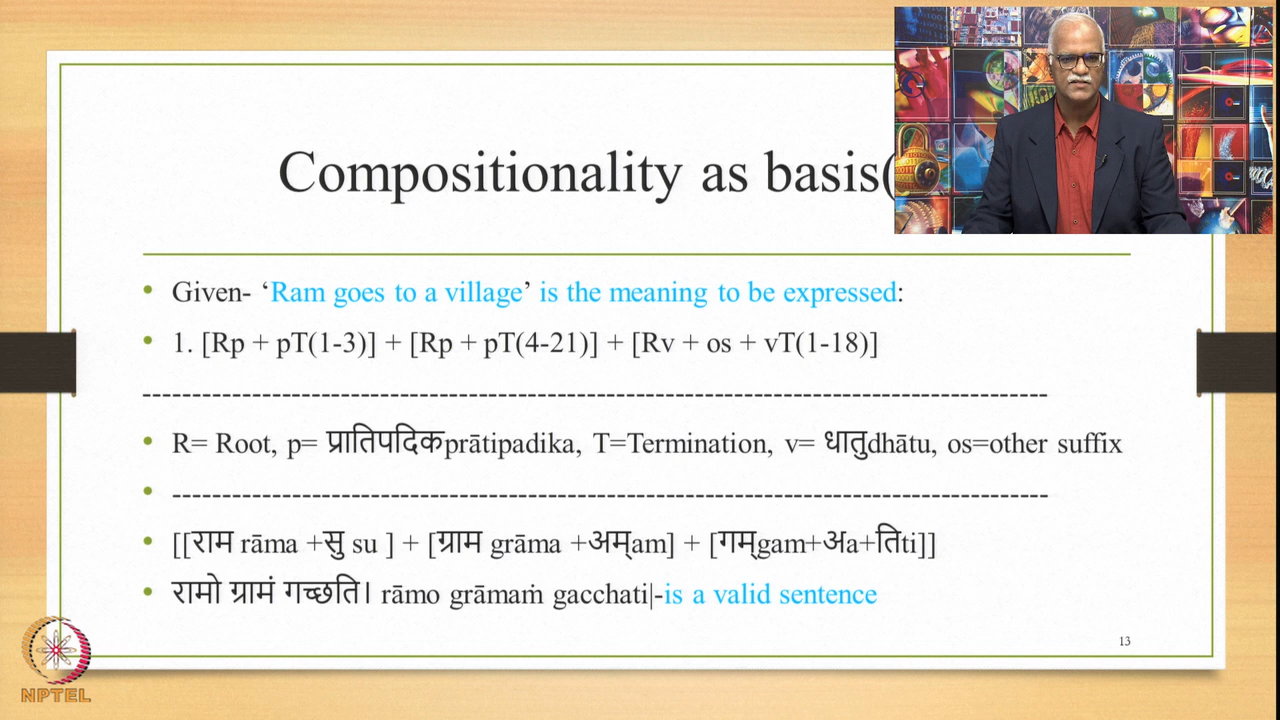 Compositionality as basis(
• Given- ‘Ram goes to a village’ is the meaning to be expressed:
• 1. [Rp + pT(1-3)] + [Rp + pT(4-21)] + [Rv + os + vT(1-18)]
-------------------------------------------------------------------------------------------
• R= Root, p= प्रातिपदिकprātipadika, T=Termination, v= धातुdhātu, os=other suffix
• ----------------------------------------------------------------------------------------
• [[राम rāma +सु su ] + [ग्राम grāma +अम्am] + [गम्gam+अa+तिti]]
• रामो ग्रामं गच्छति। rāmo grāmaṁ gacchati|-is a valid sentence
13
NPTEL